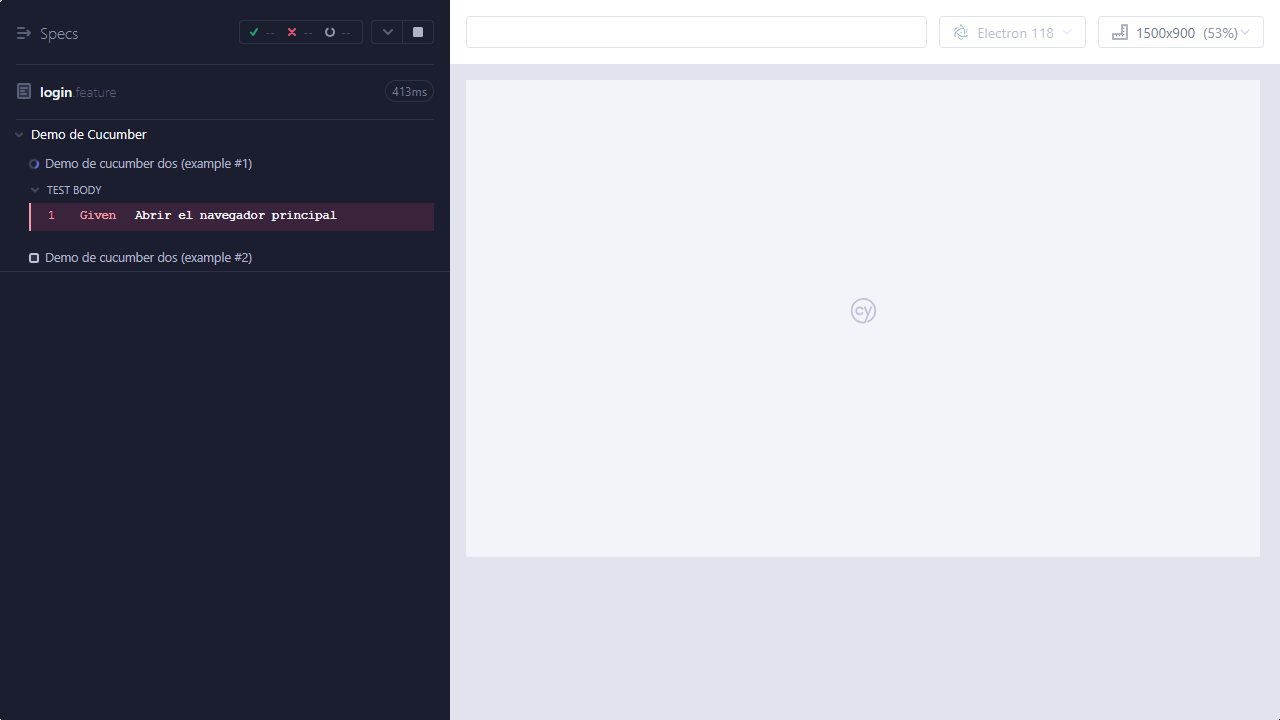 Specs
-- -- --
login.feature
413ms
Demo de Cucumber
Demo de cucumber dos (example #1)
TEST BODY
1 Given Abrir el navegador principal
Demo de cucumber dos (example #2)
Electron 118
1500x900 (53%)
cy